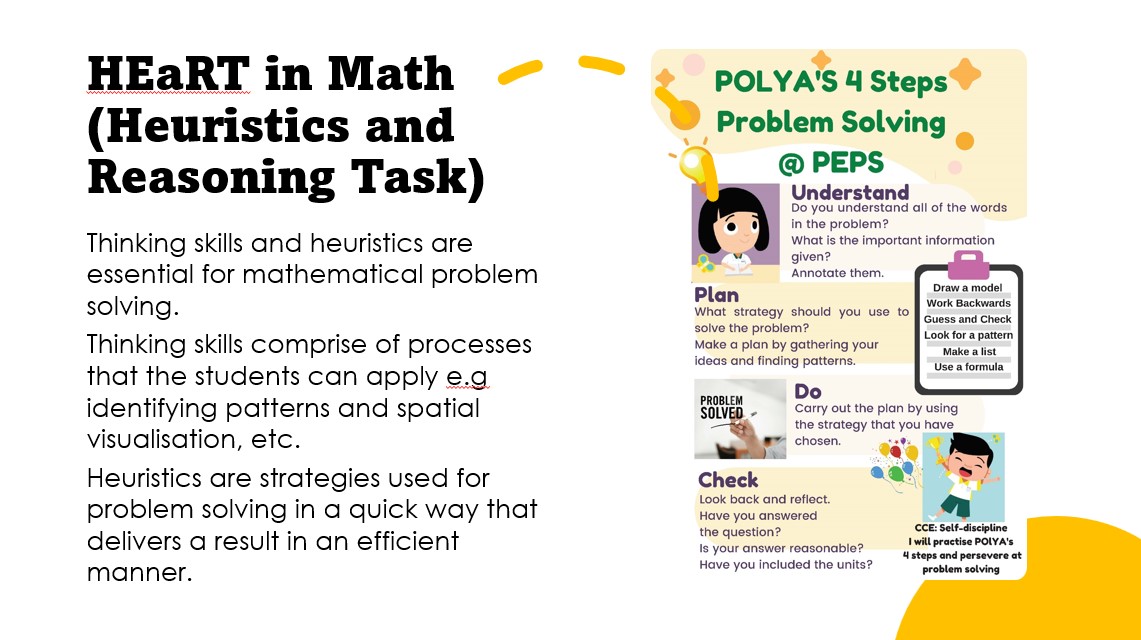 HEaRT in Math
(Heuristics and
Reasoning Task)
Thinking skills and heuristics are
essential for mathematical problem
solving.
Thinking skills comprise of processes
that the students can apply e.g
identifying patterns and spatial
visualisation, etc.
Heuristics are strategies used for
problem solving in a quick way that
delivers a result in an efficient
manner.
POLYA'S 4 Steps
Problem Solving
@ PEPS
Understand
Do you understand all of the words
in the problem?
What is the important information
given?
Annotate them.
Plan
What strategy should you use to
solve the problem?
Make a plan by gathering your
ideas and finding patterns.
Draw a model
Work Backwards
Guess and Check
Look for a pattern
Make a list
Use a formula
PROBLEM
SOLVED
Do
Carry out the plan by using
the strategy that you have
chosen.
Check
Look back and reflect.
Have you answered
the question?
Is your answer reasonable?
Have you included the units?
CCE: Self-discipline
I will practise POlYA's
4 steps and persevere at
problem solving